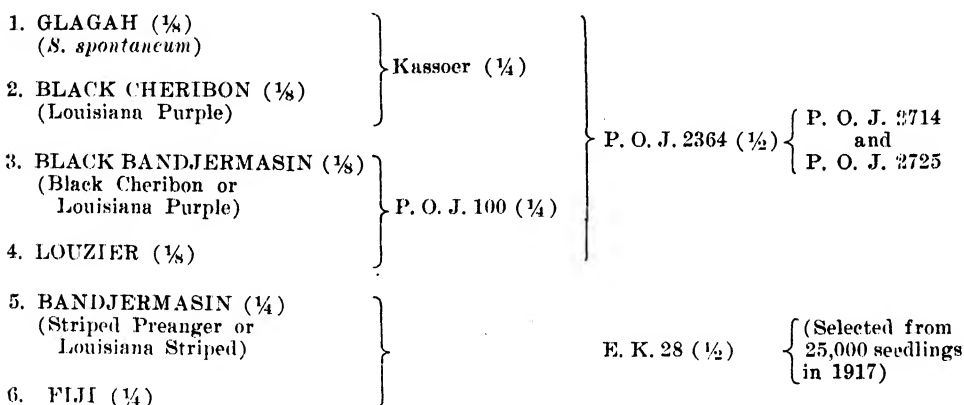 1. GLAGAH (⅛)
(S. spontaneum)
Kassoer (¼)
2. BLACK CHERIBON (⅛)
(Louisiana Purple)
P. O. J. 2364 (½)
P. O. J. 2714
and
P. O. J. 2725
3. BLACK BANDJERMASIN (⅛)
(Black Cheribon or
Louisiana Purple)
P. O. J. 100 (¼)
4. LOUZIER (⅛)
5. BANDJERMASIN (¼)
(Striped Preanger or
Louisiana Striped)
E. K. 28 (½)
(Selected from
25,000 seedlings
in 1917)
6. FIJI (¼)